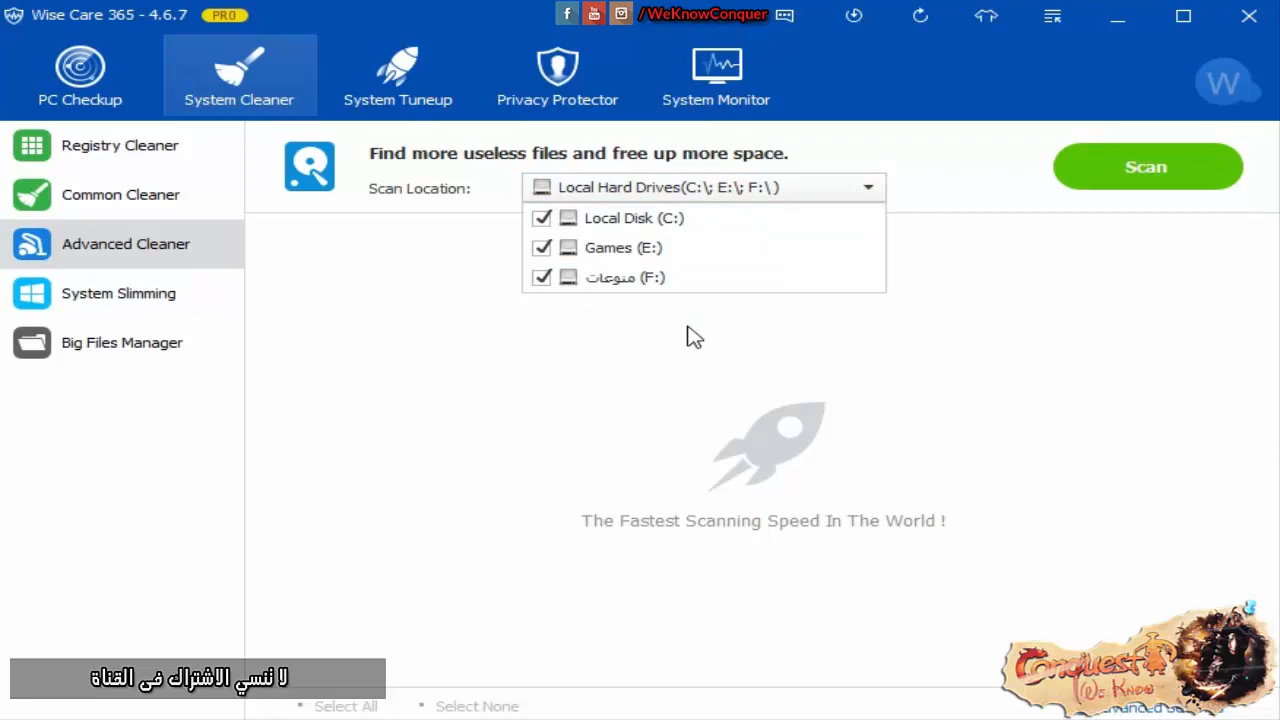 Wise Care 365 - 4.6.7 PRO
/WeKnowConquer
PC Checkup
System Cleaner
System Tuneup
Privacy Protector
System Monitor
W
Registry Cleaner
Common Cleaner
Advanced Cleaner
System Slimming
Big Files Manager
Find more useless files and free up more space.
Scan Location:
Local Hard Drives(C:\; E:\; F:\)
Local Disk (C:)
Games (E:)
منوعات (F:)
Scan
The Fastest Scanning Speed In The World !
لا ننسي الاشتراك فى القناة
Select All
Select None
Conquest
We Know